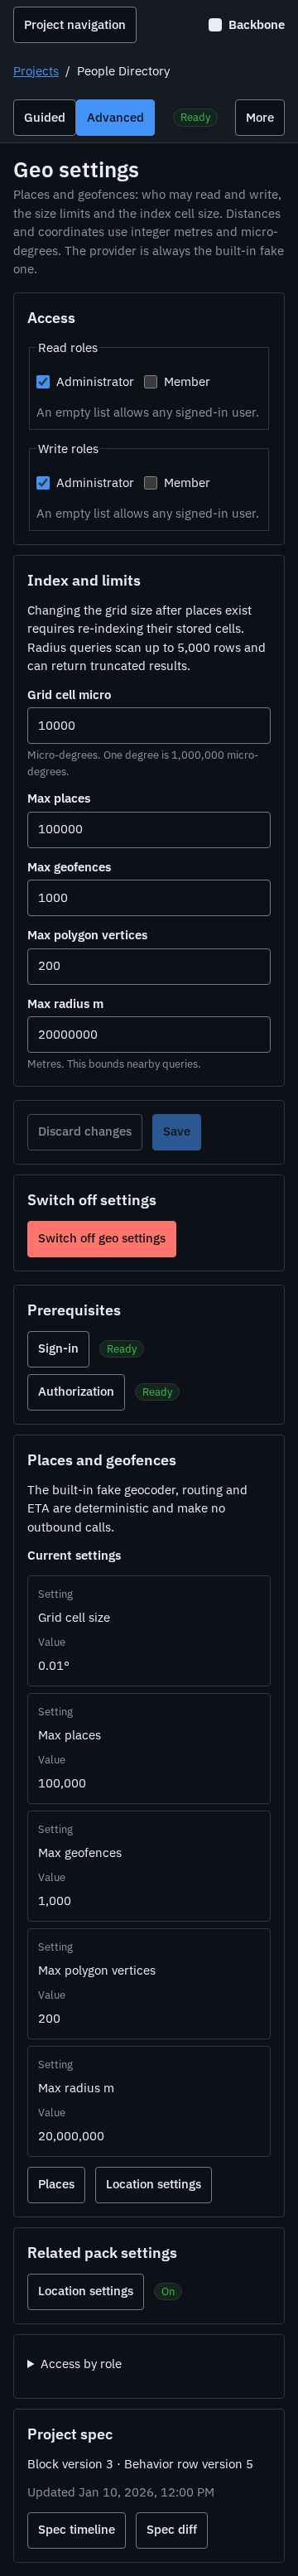 Project navigation
Backbone
Projects / People Directory
Guided
Advanced
Ready
More
Geo settings
Places and geofences: who may read and write,
the size limits and the index cell size. Distances
and coordinates use integer metres and micro-
degrees. The provider is always the built-in fake
one.
Access
Read roles
Administrator
Member
An empty list allows any signed-in user.
Write roles
Administrator
Member
An empty list allows any signed-in user.
Index and limits
Changing the grid size after places exist
requires re-indexing their stored cells.
Radius queries scan up to 5,000 rows and
can return truncated results.
Grid cell micro
10000
Micro-degrees. One degree is 1,000,000 micro-
degrees.
Max places
100000
Max geofences
1000
Max polygon vertices
200
Max radius m
20000000
Metres. This bounds nearby queries.
Discard changes
Save
Switch off settings
Switch off geo settings
Prerequisites
Sign-in
Ready
Authorization
Ready
Places and geofences
The built-in fake geocoder, routing and
ETA are deterministic and make no
outbound calls.
Current settings
Setting
Grid cell size
Value
0.01°
Setting
Max places
Value
100,000
Setting
Max geofences
Value
1,000
Setting
Max polygon vertices
Value
200
Setting
Max radius m
Value
20,000,000
Places
Location settings
Related pack settings
Location settings
On
Access by role
Project spec
Block version 3 · Behavior row version 5
Updated Jan 10, 2026, 12:00 PM
Spec timeline
Spec diff